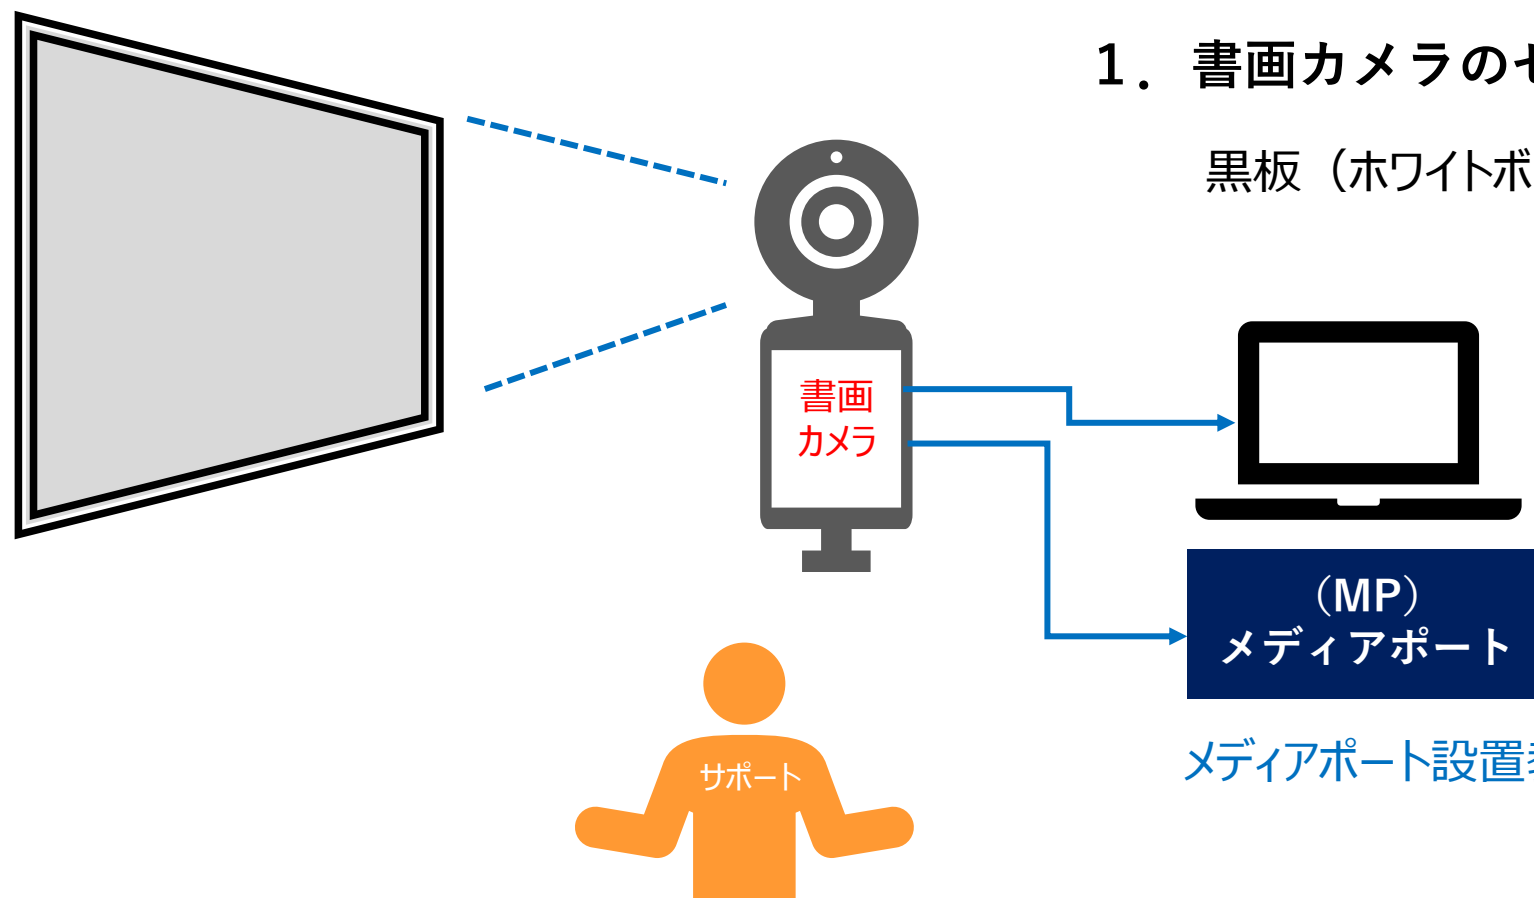 １．書画カメラの
黒板（ホワイトボ
書画
カメラ
（MP）
メディアポート
メディアポート設置
サポート